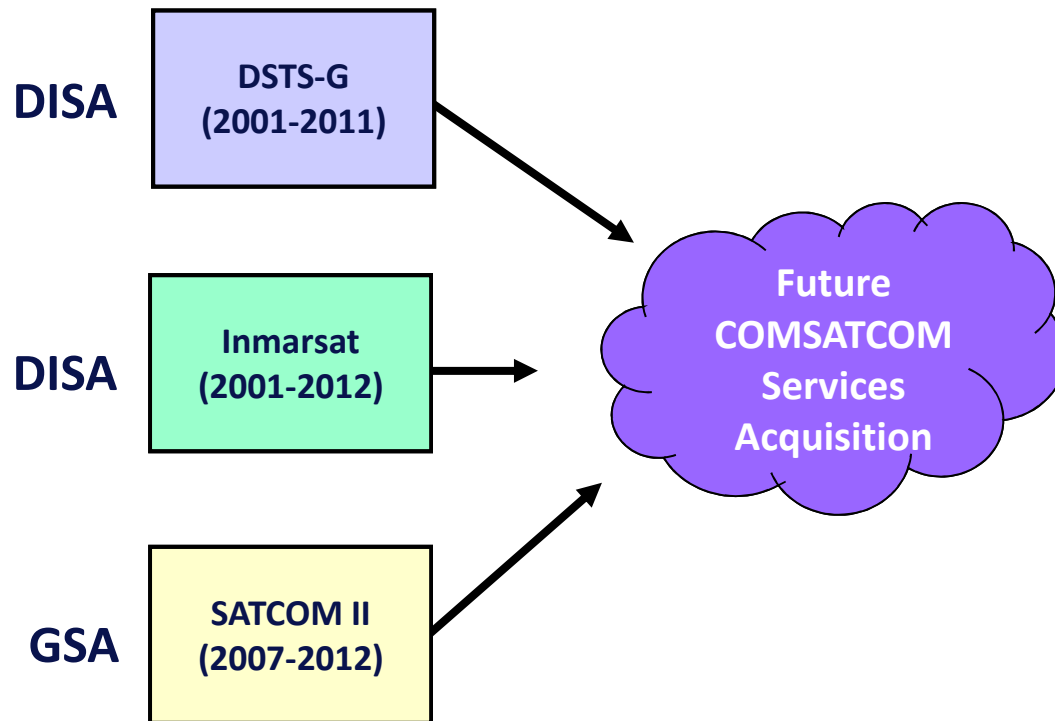 DISA
DSTS-G
(2001-2011)
DISA
Inmarsat
(2001-2012)
GSA
SATCOM II
(2007-2012)
Future
COMSATCOM
Services
Acquisition